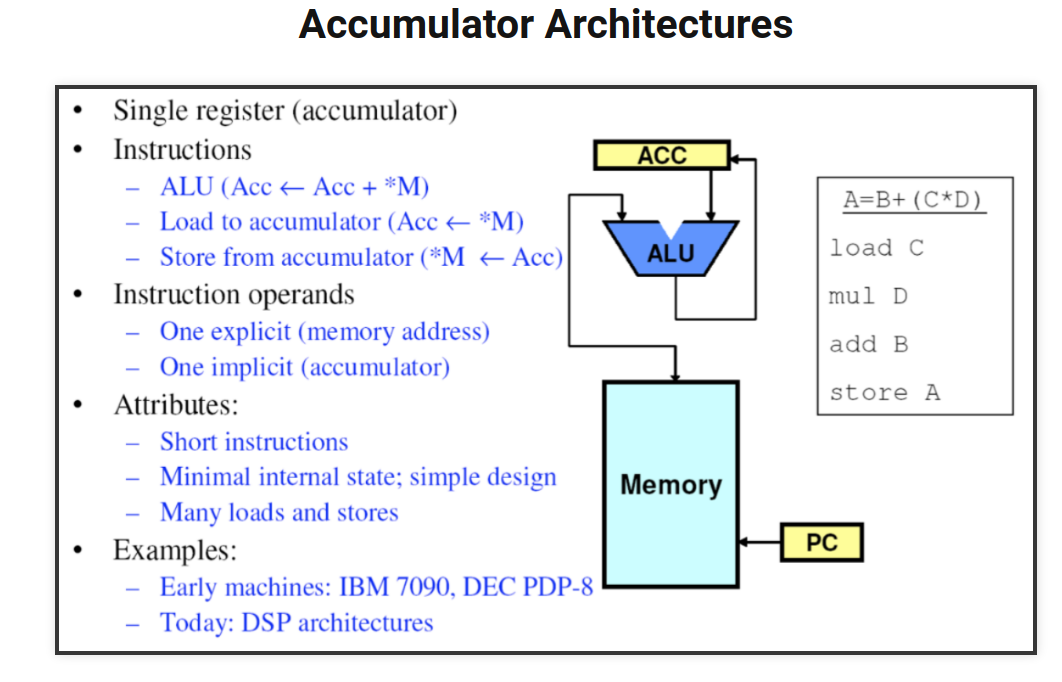 Accumulator Architectures
• Single register (accumulator)
• Instructions
– ALU (Acc ← Acc + *M)
– Load to accumulator (Acc ← *M)
– Store from accumulator (*M ← Acc)
• Instruction operands
– One explicit (memory address)
– One implicit (accumulator)
• Attributes:
– Short instructions
– Minimal internal state; simple design
– Many loads and stores
• Examples:
– Early machines: IBM 7090, DEC PDP-8
– Today: DSP architectures
ACC
ALU
Memory
PC
A=B+(C*D)
load C
mul D
add B
store A